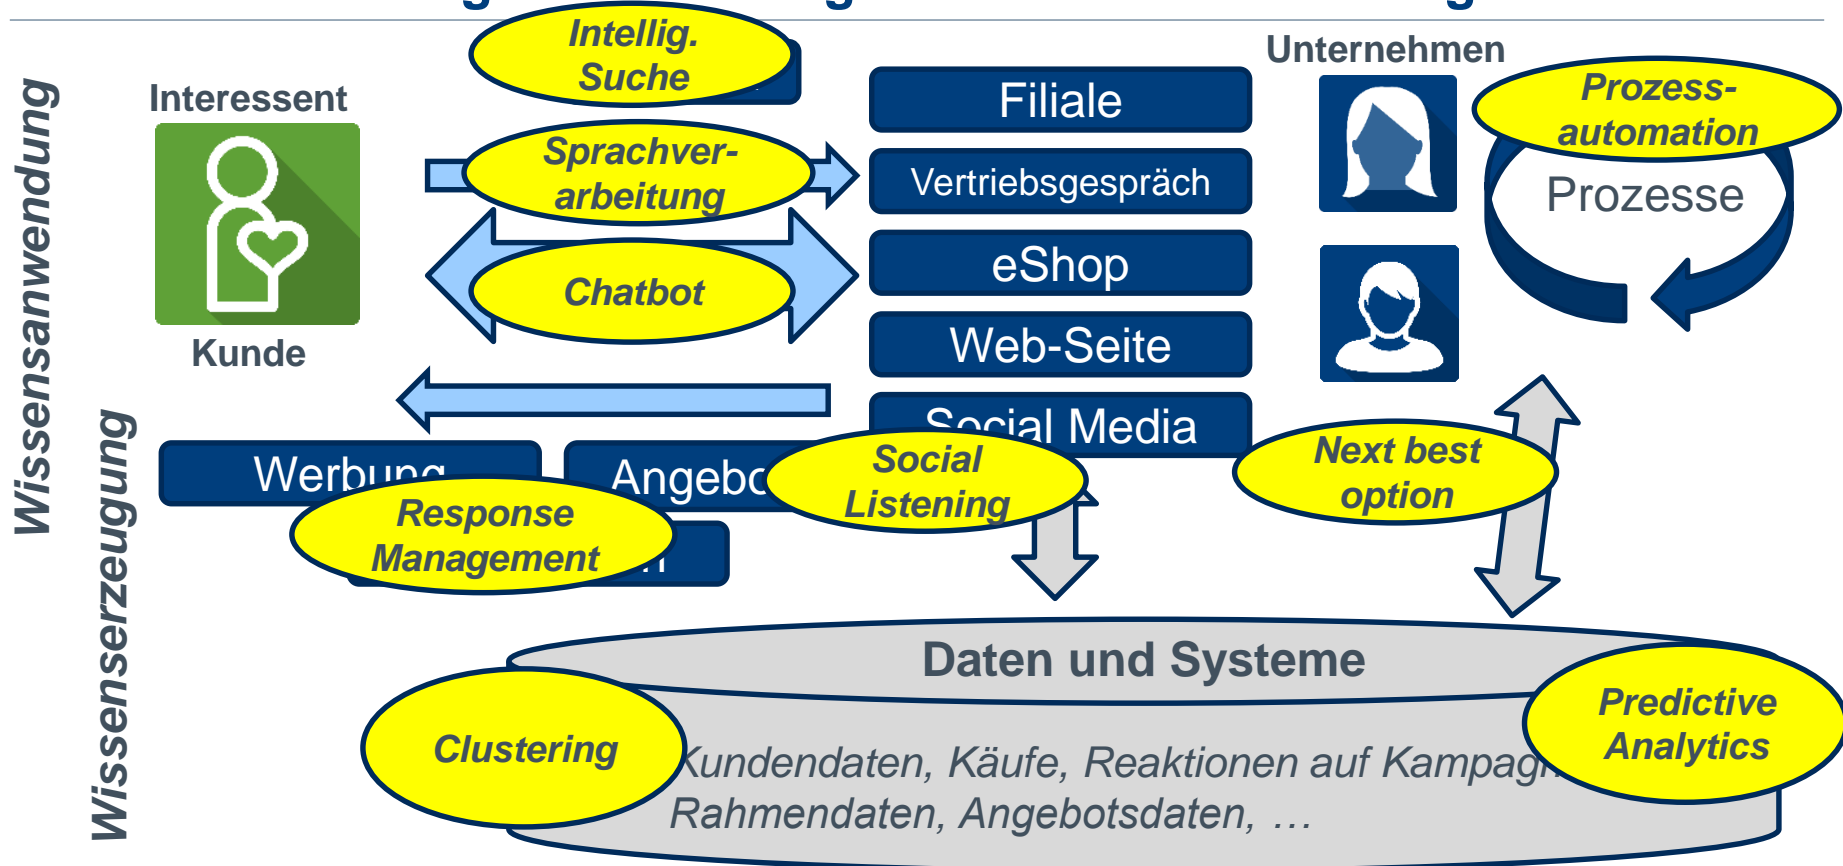 Intellig.
Suche
Unternehmen
Interessent
Filiale
Prozess-
automation
Sprachver-
arbeitung
Vertriebsgespräch
Prozesse
eShop
Chatbot
Web-Seite
Kunde
Social Media
Werbung
Social
Listening
Next best
option
Response
Management
Wissensanwendung
Wissenserzeugung
Daten und Systeme
Clustering
Predictive
Analytics
Kundendaten, Käufe, Reaktionen auf
Rahmendaten, Angebotsdaten, …